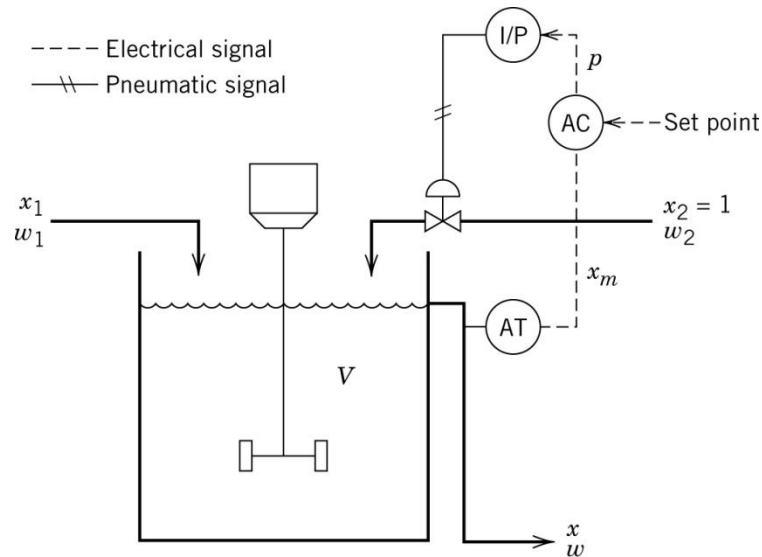 Electrical signal
Pneumatic signal
I/P
p
AC
Set point
x₁
w₁
x₂ = 1
w₂
xₘ
AT
V
x
w